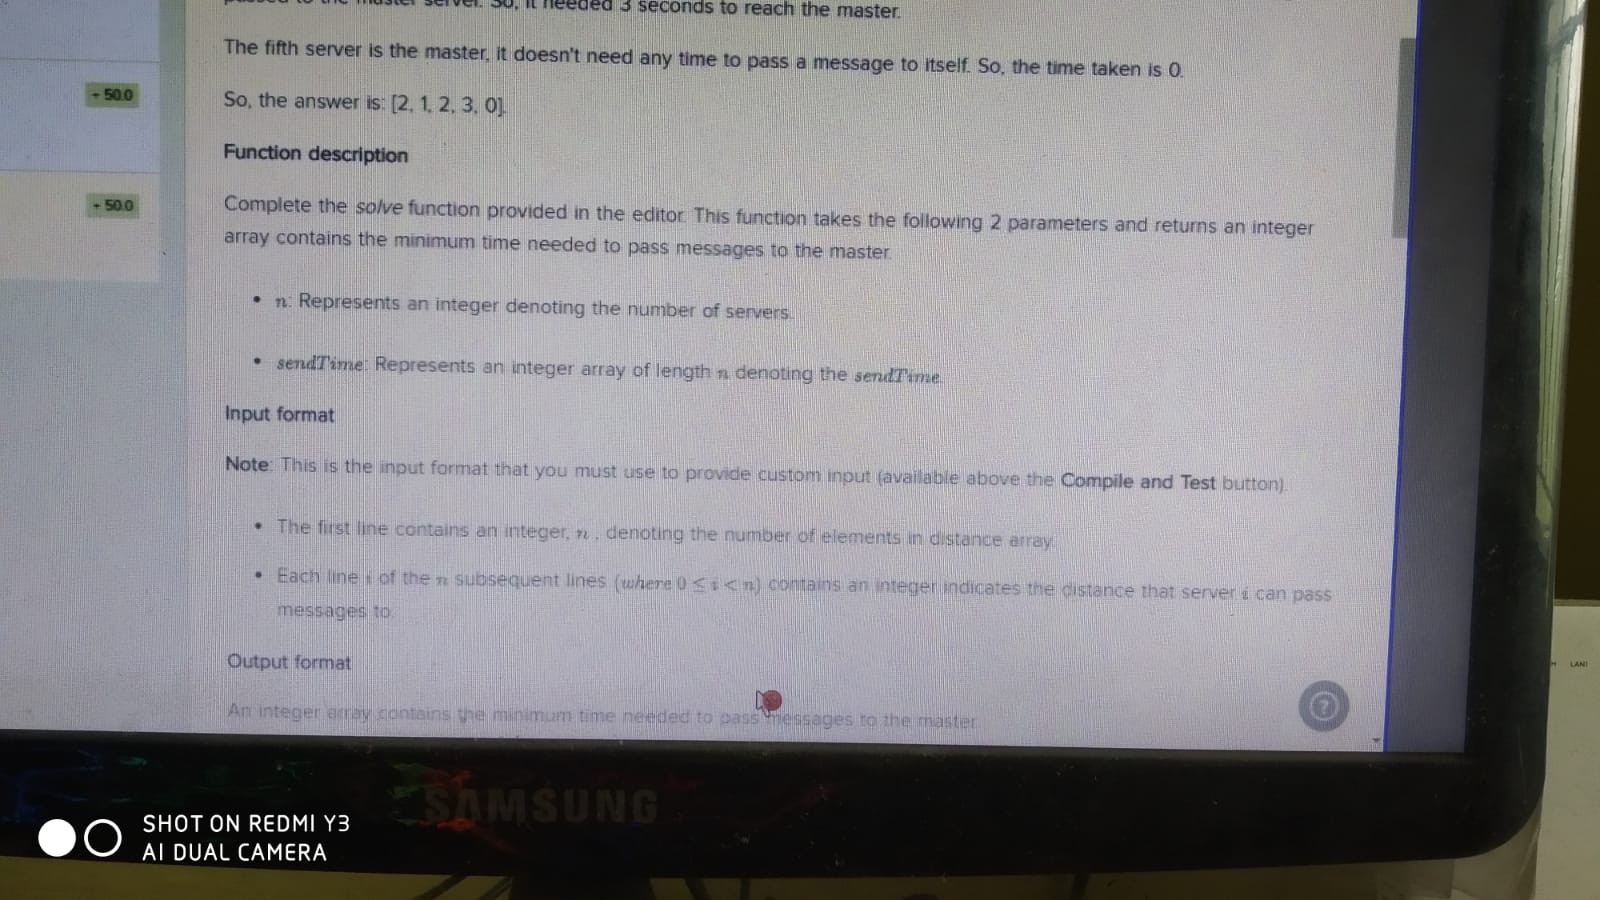 passed to the master server. So, it needed 3 seconds to reach the master.
The fifth server is the master, it doesn't need any time to pass a message to itself. So, the time taken is 0.
So, the answer is: [2, 1, 2, 3, 0].
Function description
Complete the solve function provided in the editor. This function takes the following 2 parameters and returns an integer
array contains the minimum time needed to pass messages to the master.
• n: Represents an integer denoting the number of servers.
• sendTime: Represents an integer array of length n denoting the sendTime.
Input format
Note: This is the input format that you must use to provide custom input (available above the Compile and Test button).
• The first line contains an integer, n , denoting the number of elements in distance array.
• Each line i of the n subsequent lines (where 0 ≤ i < n) contains an integer indicates the distance that server i can pass
messages to.
Output format
An integer array contains the minimum time needed to pass messages to the master
+ 50.0
+ 50.0
?
LANI
SAMSUNG
SHOT ON REDMI Y3
AI DUAL CAMERA